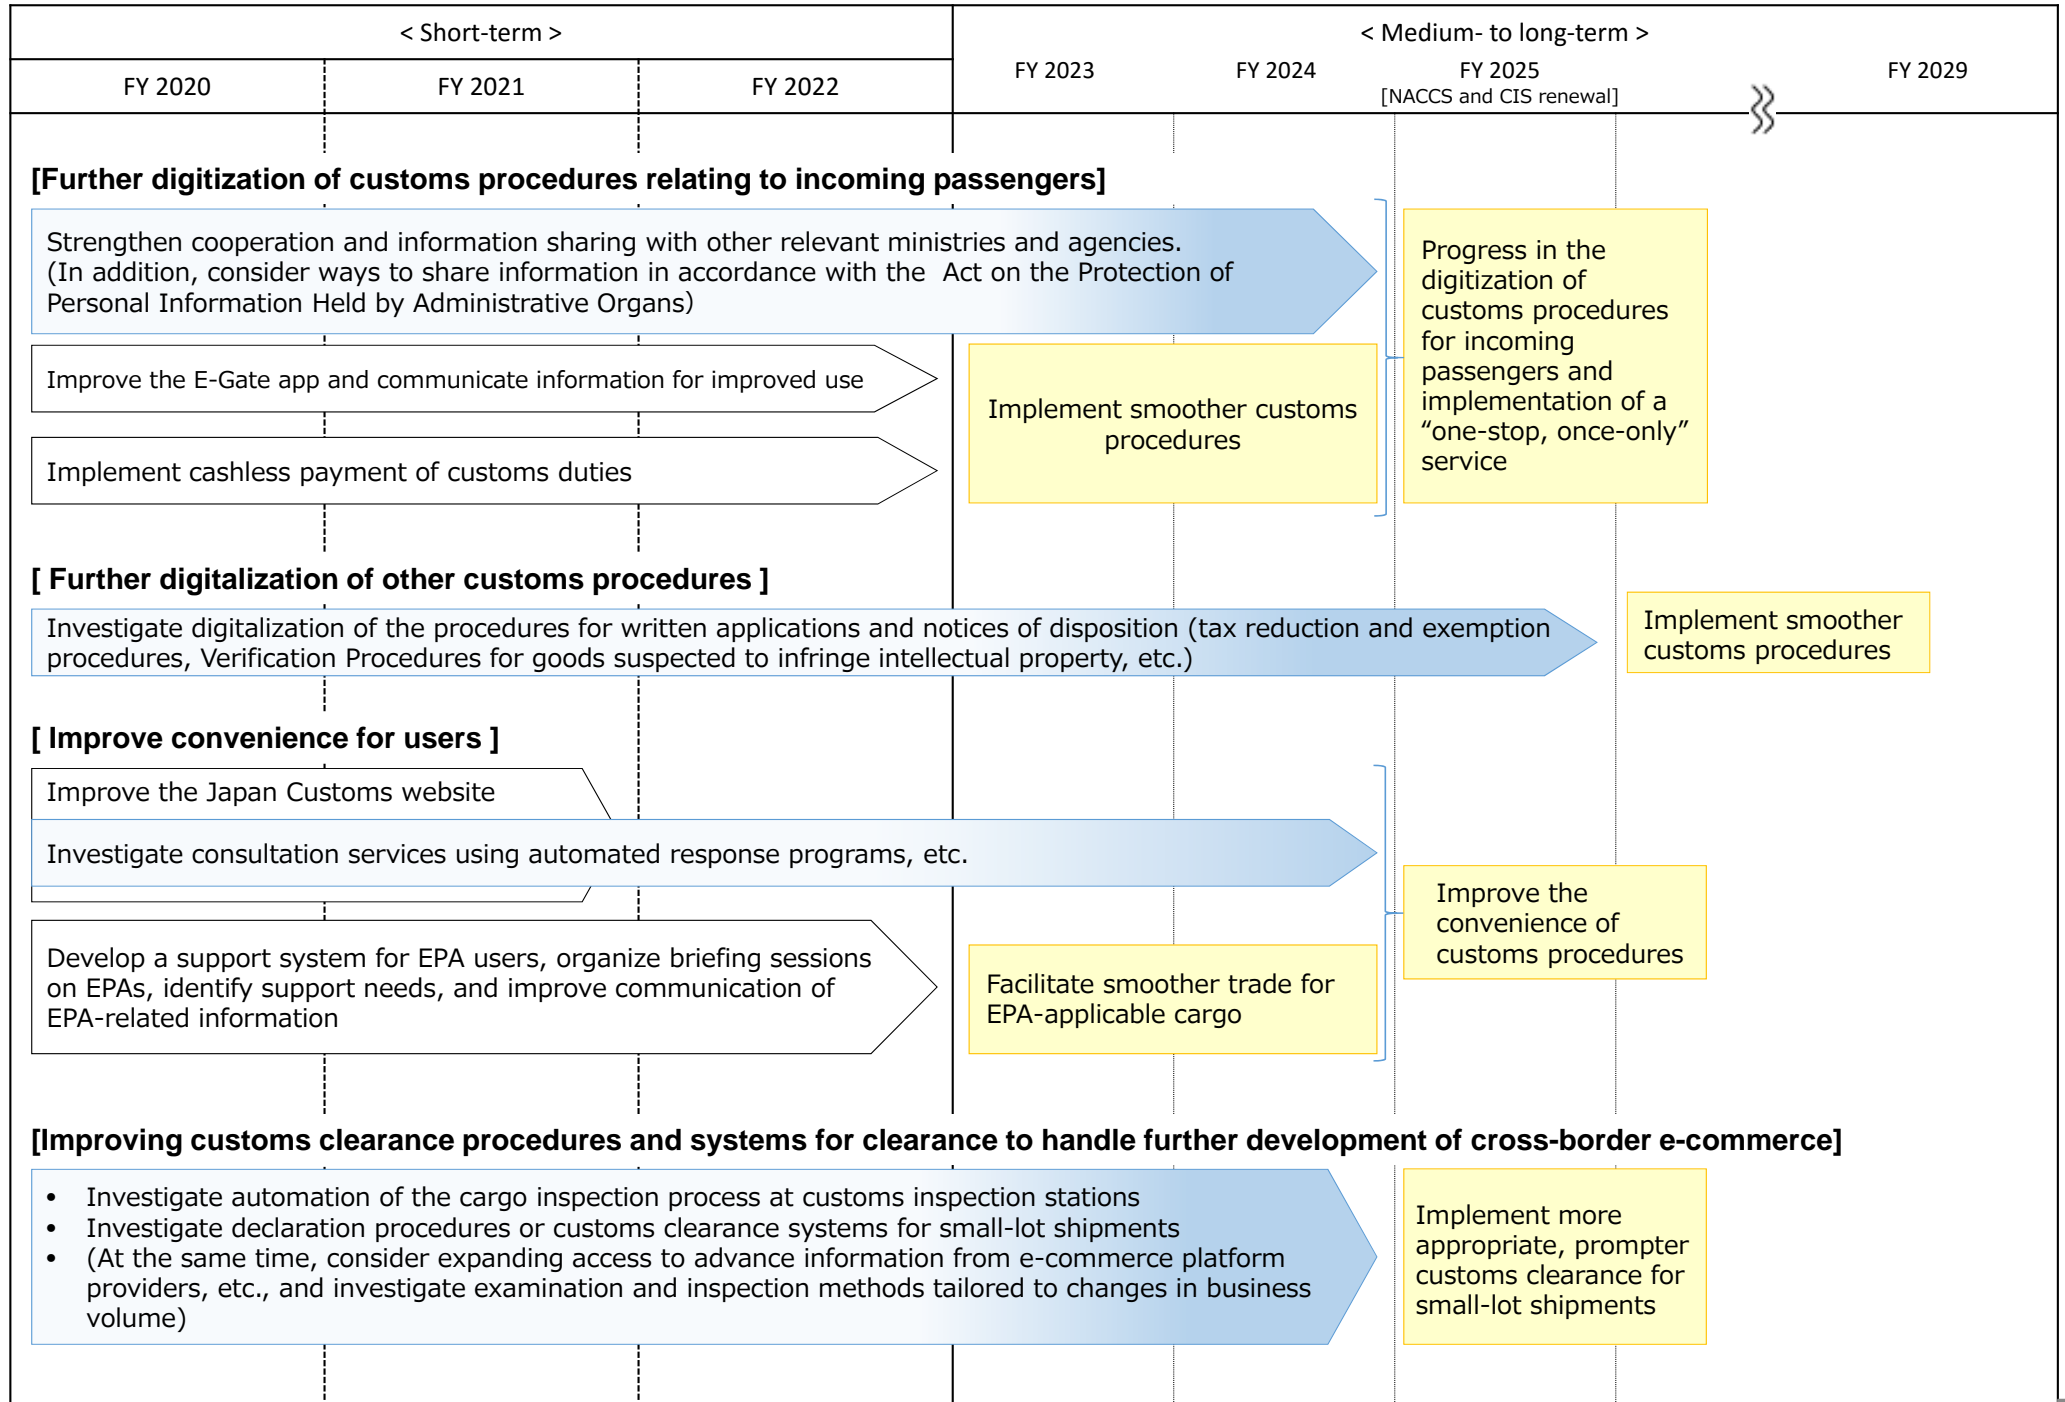 < Short-term >
< Medium- to long-term >
FY 2020
FY 2021
FY 2022
FY 2023
FY 2024
FY 2025
[NACCS and CIS renewal]
FY 2029
[Further digitization of customs procedures relating to incoming passengers]
Strengthen cooperation and information sharing with other relevant ministries and agencies.
(In addition, consider ways to share information in accordance with the Act on the Protection of
Personal Information Held by Administrative Organs)
Improve the E-Gate app and communicate information for improved use
Implement cashless payment of customs duties
Implement smoother customs
procedures
Progress in the
digitization of
customs procedures
for incoming
passengers and
implementation of a
“one-stop, once-only”
service
[ Further digitalization of other customs procedures ]
Investigate digitalization of the procedures for written applications and notices of disposition (tax reduction and exemption
procedures, Verification Procedures for goods suspected to infringe intellectual property, etc.)
Implement smoother
customs procedures
[ Improve convenience for users ]
Improve the Japan Customs website
Investigate consultation services using automated response programs, etc.
Develop a support system for EPA users, organize briefing sessions
on EPAs, identify support needs, and improve communication of
EPA-related information
Facilitate smoother trade for
EPA-applicable cargo
Improve the
convenience of
customs procedures
[Improving customs clearance procedures and systems for clearance to handle further development of cross-border e-commerce]
• Investigate automation of the cargo inspection process at customs inspection stations
• Investigate declaration procedures or customs clearance systems for small-lot shipments
• (At the same time, consider expanding access to advance information from e-commerce platform
providers, etc., and investigate examination and inspection methods tailored to changes in business
volume)
Implement more
appropriate, prompter
customs clearance for
small-lot shipments